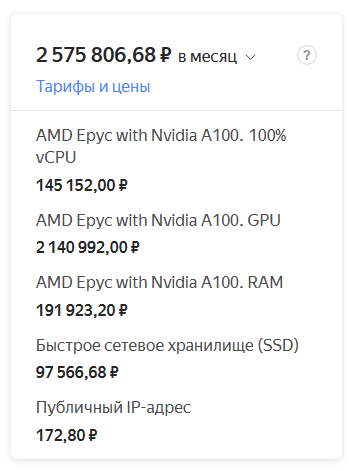 2 575 806,68 ₽ в месяц
?
Тарифы и цены
AMD Epyc with Nvidia A100. 100%
vCPU
145 152,00 ₽
AMD Epyc with Nvidia A100. GPU
2 140 992,00 ₽
AMD Epyc with Nvidia A100. RAM
191 923,20 ₽
Быстрое сетевое хранилище (SSD)
97 566,68 ₽
Публичный IP-адрес
172,80 ₽